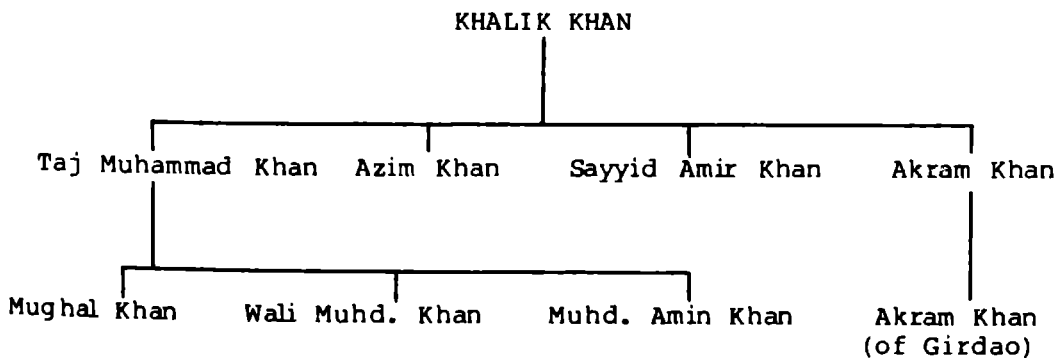 KHALIK KHAN
Taj Muhammad Khan Azim Khan Sayyid Amir Khan Akram Khan
Mughal Khan Wali Muhd. Khan Muhd. Amin Khan Akram Khan
(of Girdao)